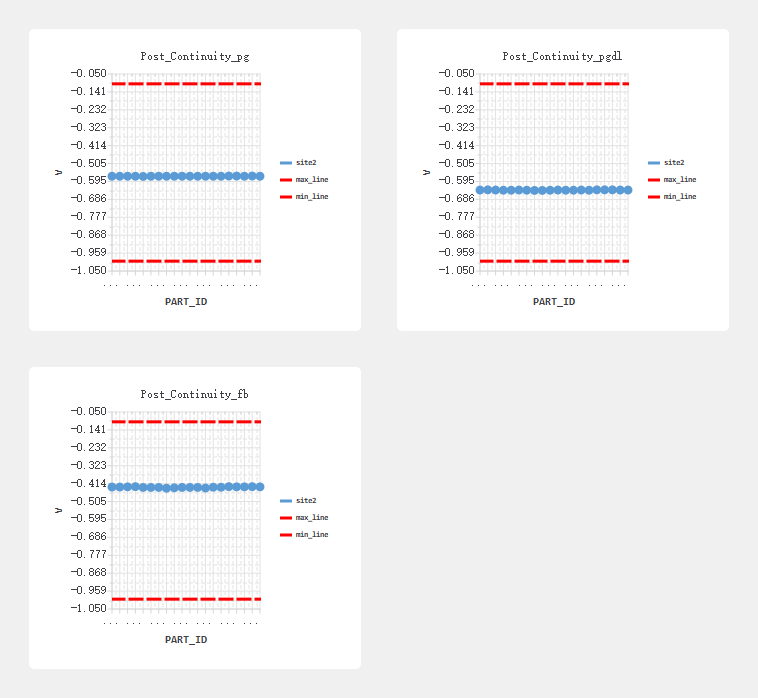 Post_Continuity_pg
-0.050
-0.141
-0.232
-0.323
-0.414
-0.505
-0.595
-0.686
-0.777
-0.868
-0.959
-1.050
V
... ... ... ... ... ... ...
PART_ID
site2
max_line
min_line
Post_Continuity_pgdl
-0.050
-0.141
-0.232
-0.323
-0.414
-0.505
-0.595
-0.686
-0.777
-0.868
-0.959
-1.050
V
... ... ... ... ... ... ...
PART_ID
site2
max_line
min_line
Post_Continuity_fb
-0.050
-0.141
-0.232
-0.323
-0.414
-0.505
-0.595
-0.686
-0.777
-0.868
-0.959
-1.050
V
... ... ... ... ... ... ...
PART_ID
site2
max_line
min_line